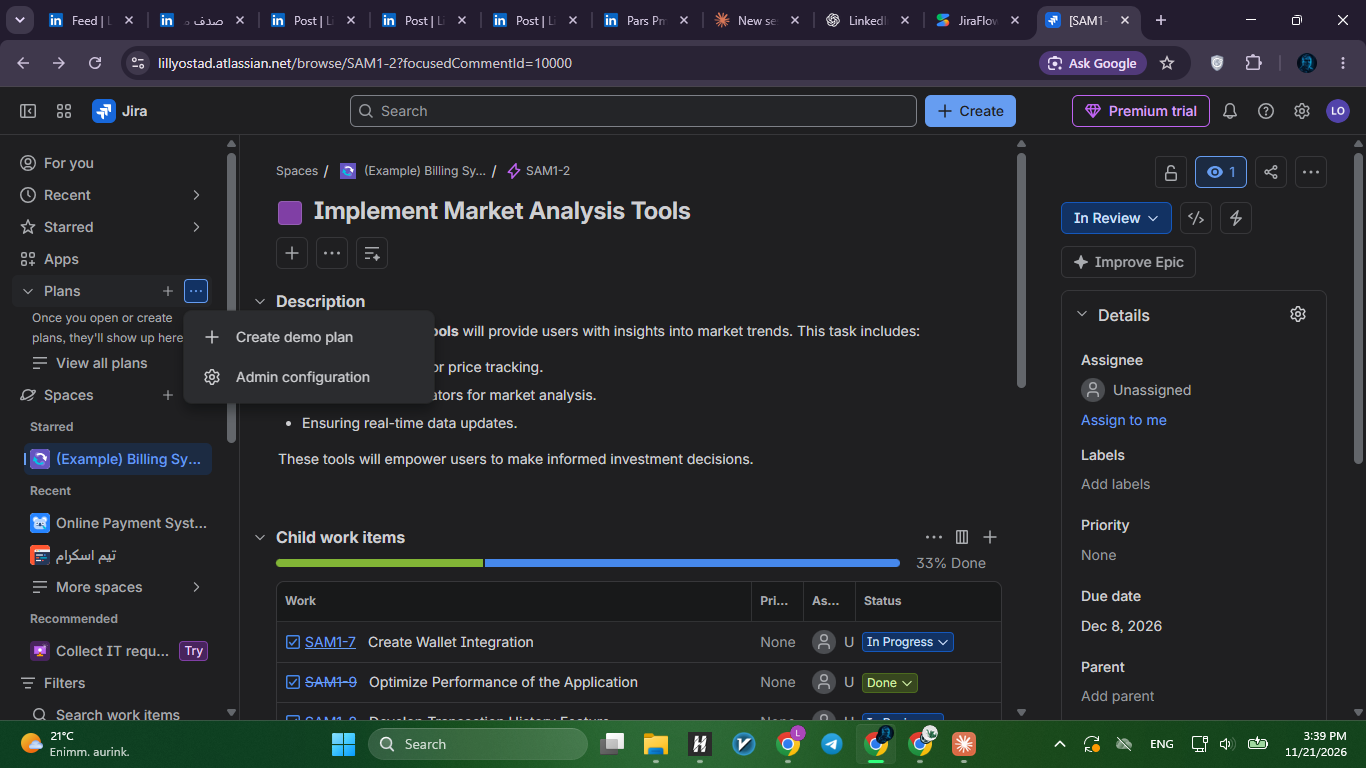 Feed | L
صدف م
Post | Li
Post | Li
Post | Li
Pars Pm
New se
LinkedI
JiraFlow
[SAM1-
lillyostad.atlassian.net/browse/SAM1-2?focusedCommentId=10000
Ask Google
Jira
Search
Create
Premium trial
LO
For you
Recent
Starred
Apps
Plans
Once you open or create
plans, they'll show up here
View all plans
Spaces
Starred
(Example) Billing Sy...
Recent
Online Payment Syst...
تیم اسکرام
More spaces
Recommended
Collect IT requ...
Try
Filters
Search work items
Create demo plan
Admin configuration
Spaces / (Example) Billing Sy... / SAM1-2
Implement Market Analysis Tools
Description
ools will provide users with insights into market trends. This task includes:
or price tracking.
ators for market analysis.
Ensuring real-time data updates.
These tools will empower users to make informed investment decisions.
Child work items
33% Done
Work Pri... As... Status
SAM1-7 Create Wallet Integration None U In Progress
SAM1-9 Optimize Performance of the Application None U Done
1
In Review
Improve Epic
Details
Assignee
Unassigned
Assign to me
Labels
Add labels
Priority
None
Due date
Dec 8, 2026
Parent
Add parent
21°C
Enimm. aurink.
Search
L
ENG
3:39 PM
11/21/2026